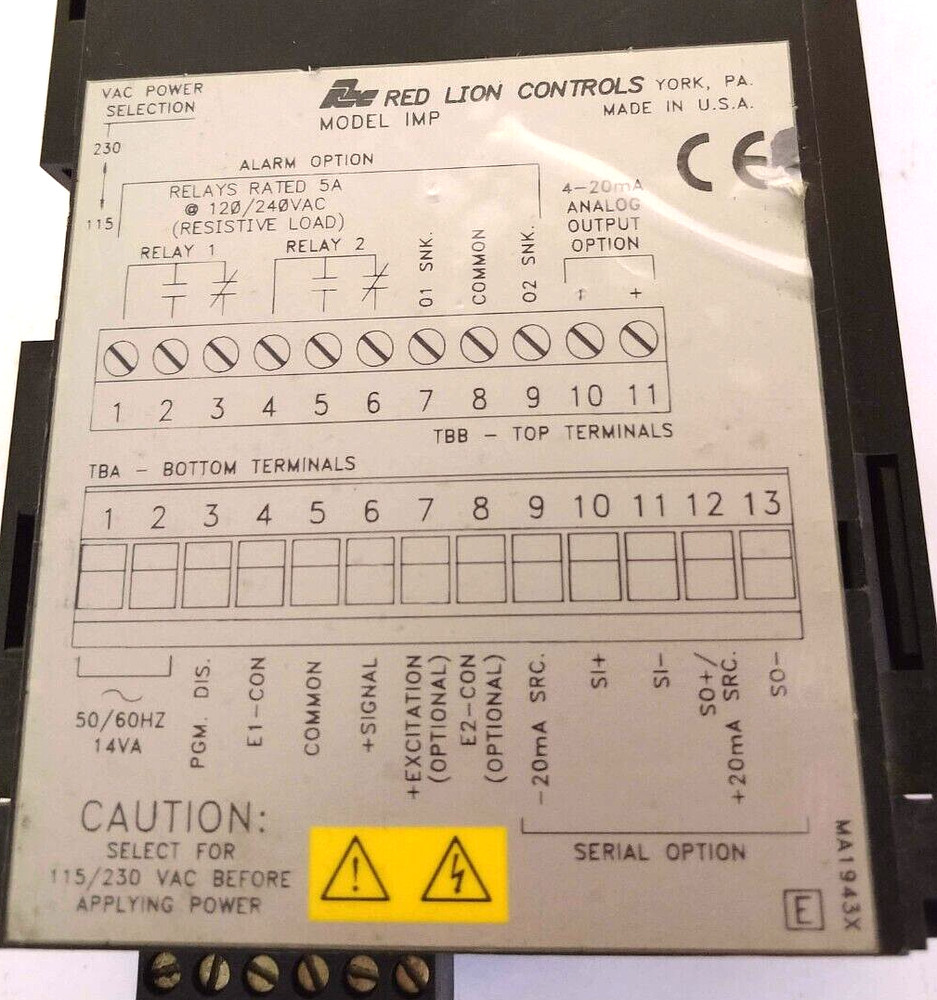 VAC POWER
SELECTION
230
115
RED LION CONTROLS YORK, PA.
MODEL IMP
MADE IN U.S.A.
CE
ALARM OPTION
RELAYS RATED 5A
@ 120/240VAC
(RESISTIVE LOAD)
RELAY 1
RELAY 2
O1 SNK.
COMMON
O2 SNK.
4-20mA
ANALOG
OUTPUT
OPTION
+
1 2 3 4 5 6 7 8 9 10 11
TBB - TOP TERMINALS
TBA - BOTTOM TERMINALS
1 2 3 4 5 6 7 8 9 10 11 12 13
50/60HZ
14VA
PGM. DIS.
E1-CON
COMMON
+SIGNAL
+EXCITATION
(OPTIONAL)
E2-CON
(OPTIONAL)
-20mA SRC.
SI+
SI-
SO+/
+20mA SRC.
SO-
SERIAL OPTION
CAUTION:
SELECT FOR
115/230 VAC BEFORE
APPLYING POWER
E
MA1943X